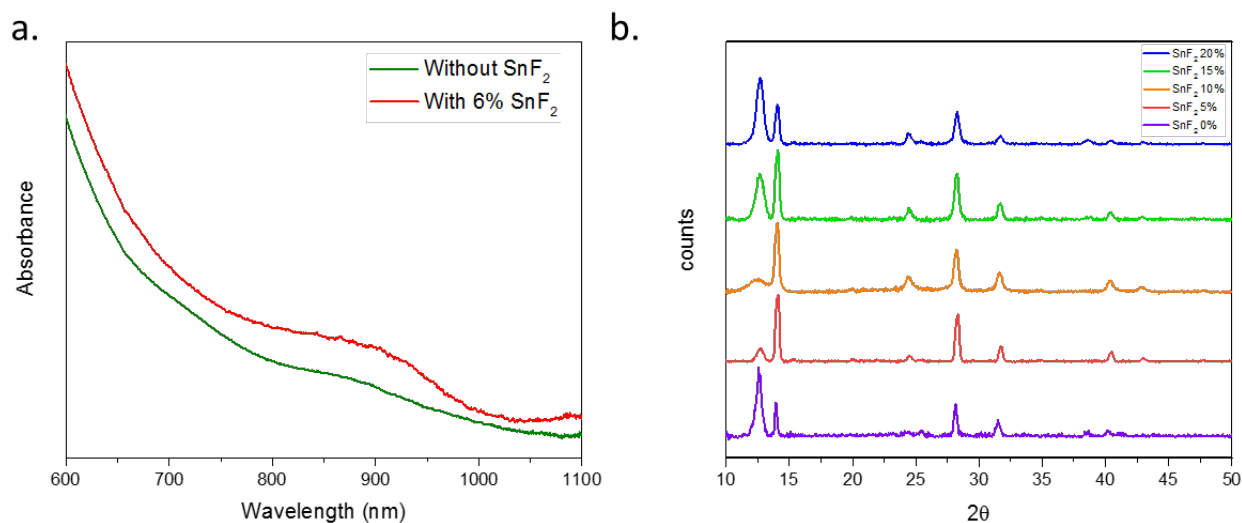 a.
Without SnF₂
With 6% SnF₂
Absorbance
600 700 800 900 1000 1100
Wavelength (nm)
b.
SnF₂ 20%
SnF₂ 15%
SnF₂ 10%
SnF₂ 5%
SnF₂ 0%
counts
10 15 20 25 30 35 40 45 50
2θ